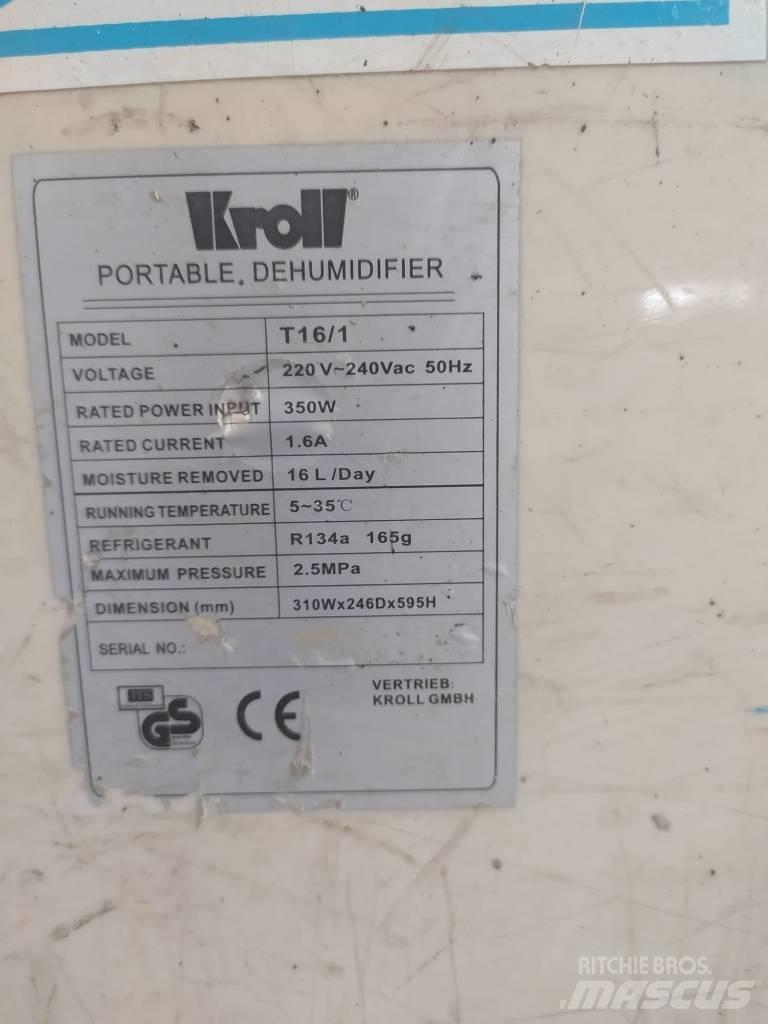 Kroll®
PORTABLE DEHUMIDIFIER
MODEL T16/1
VOLTAGE 220V~240Vac 50Hz
RATED POWER INPUT 350W
RATED CURRENT 1.6A
MOISTURE REMOVED 16 L /Day
RUNNING TEMPERATURE 5~35℃
REFRIGERANT R134a 165g
MAXIMUM PRESSURE 2.5MPa
DIMENSION (mm) 310Wx246Dx595H
SERIAL NO.:
ITS
GS
CE
VERTRIEB:
KROLL GMBH
RITCHIE BROS.
MASCUS